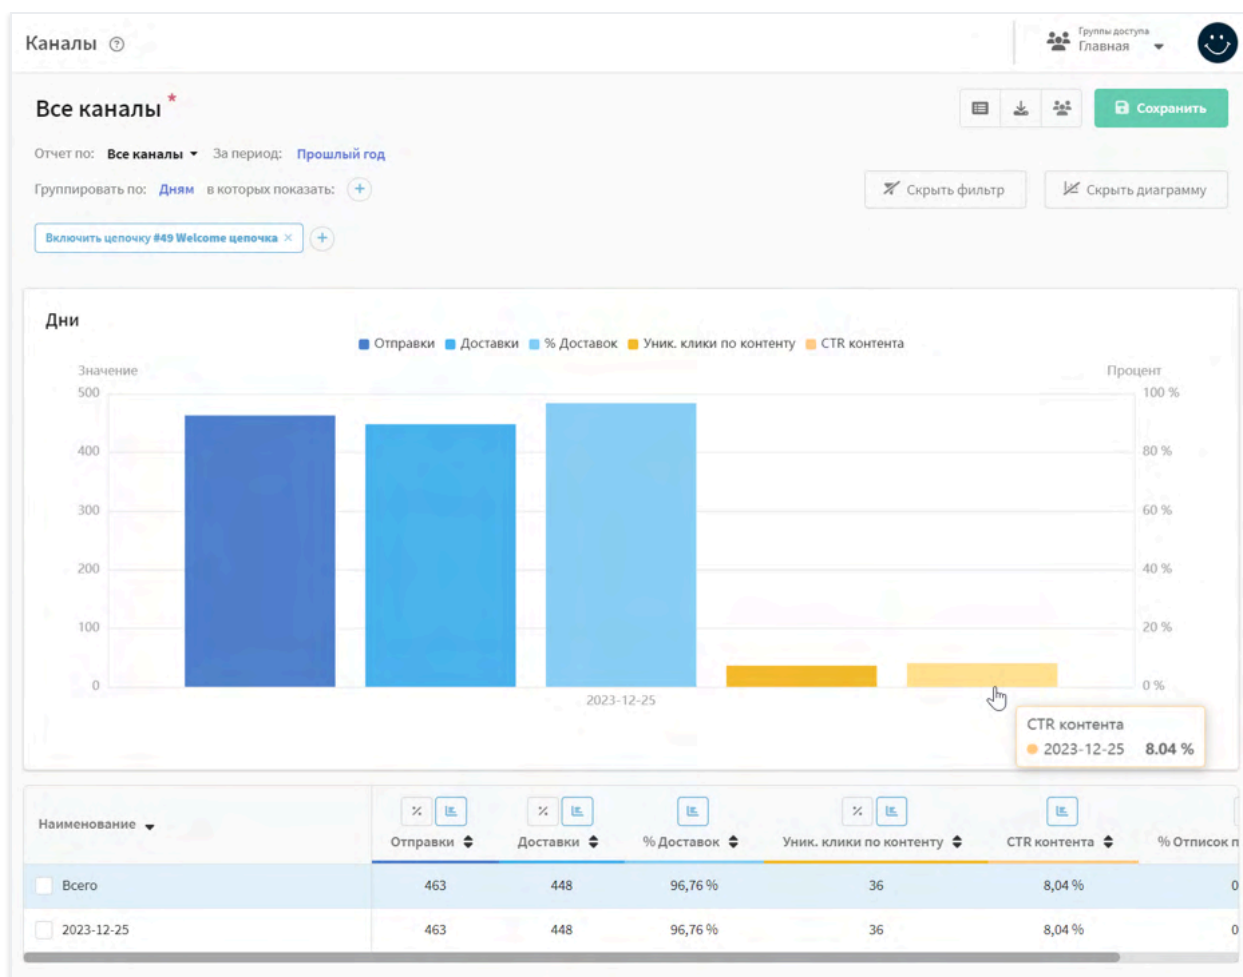 Каналы ?
Группы доступа
Главная
Все каналы *
Сохранить
Отчет по: Все каналы За период: Прошлый год
Группировать по: Дням в которых показать: +
Скрыть фильтр Скрыть диаграмму
Включить цепочку #49 Welcome цепочка × +
Дни
Отправки Доставки % Доставок Уник. клики по контенту CTR контента
Значение Процент
500 100 %
400 80 %
300 60 %
200 40 %
100 20 %
0 0 %
2023-12-25
CTR контента
2023-12-25 8.04 %
% % %
Наименование Отправки Доставки % Доставок Уник. клики по контенту CTR контента % Отписок п
Всего 463 448 96,76 % 36 8,04 % 0
2023-12-25 463 448 96,76 % 36 8,04 % 0